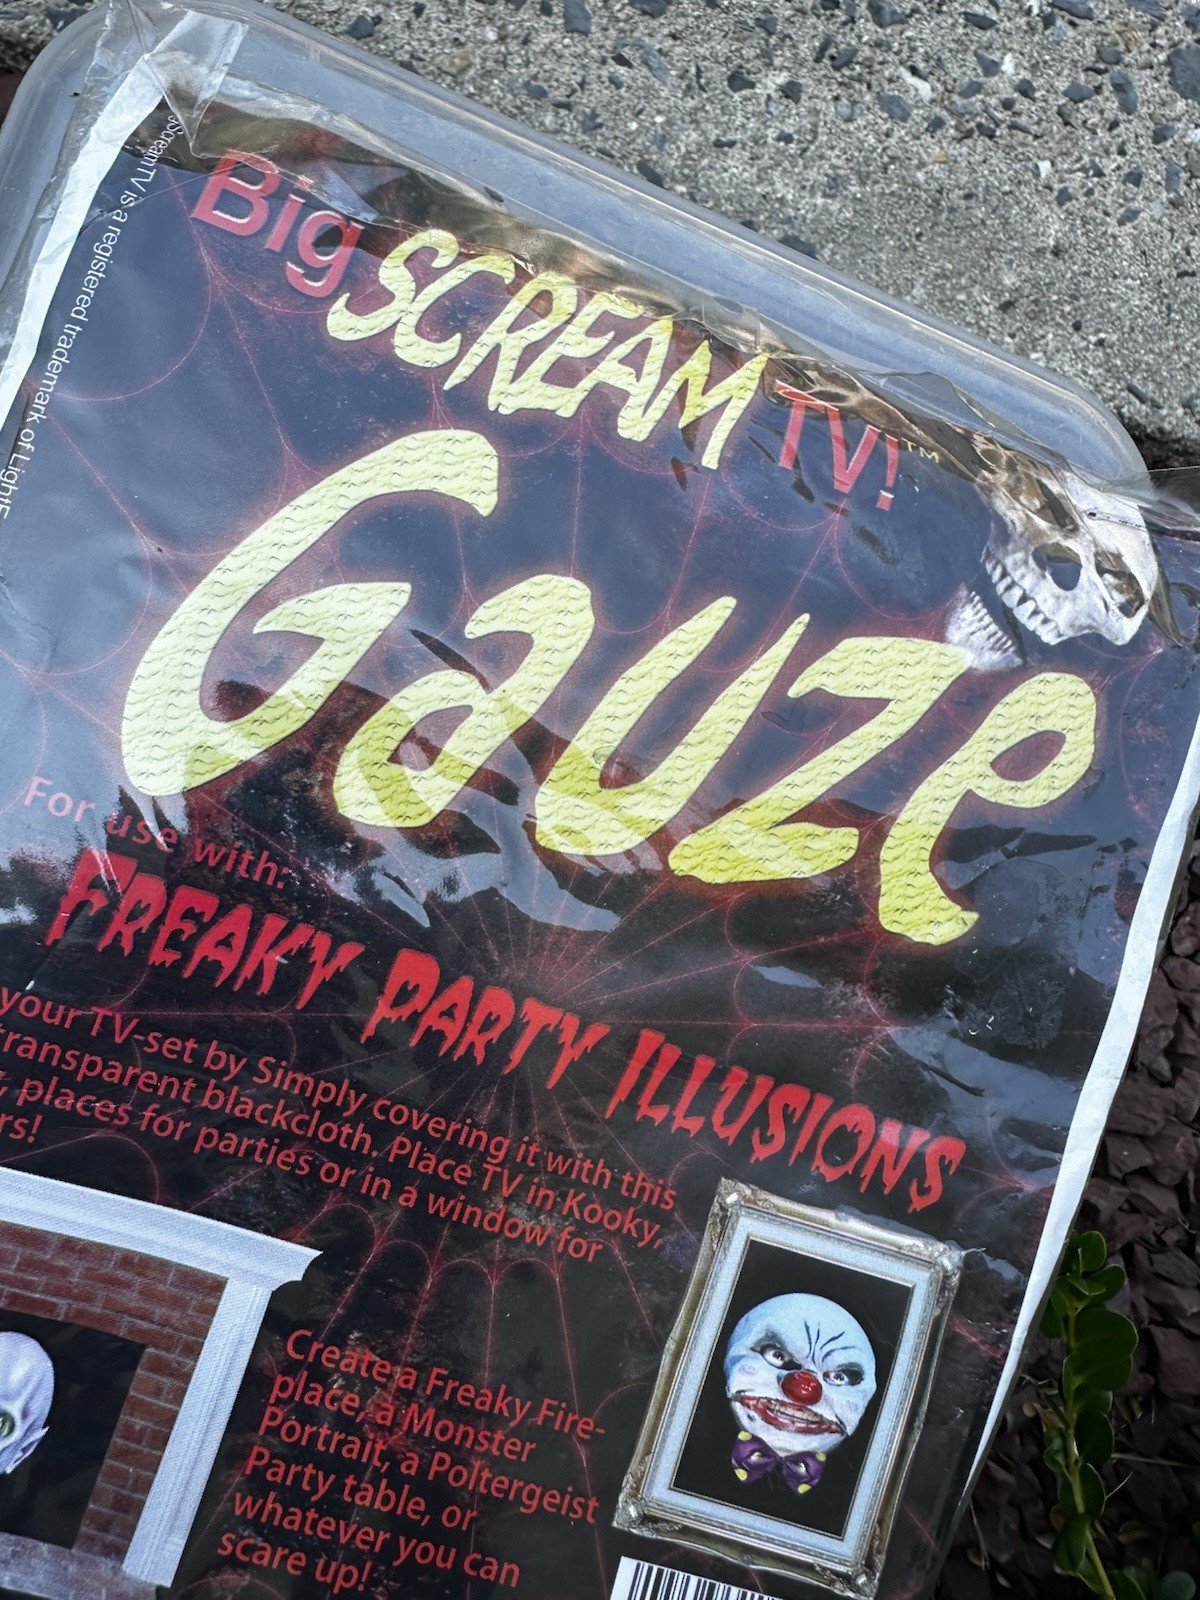 Big SCREAM TV!™
Gauze
For use with:
FREAKY PARTY ILLUSIONS
your TV-set by Simply covering it with this
transparent blackcloth. Place TV in Kooky,
places for parties or in a window for
Create a Freaky Fire-
place, a Monster
Portrait, a Poltergeist
Party table, or
whatever you can
scare up!
ScreamTV is a registered trademark of